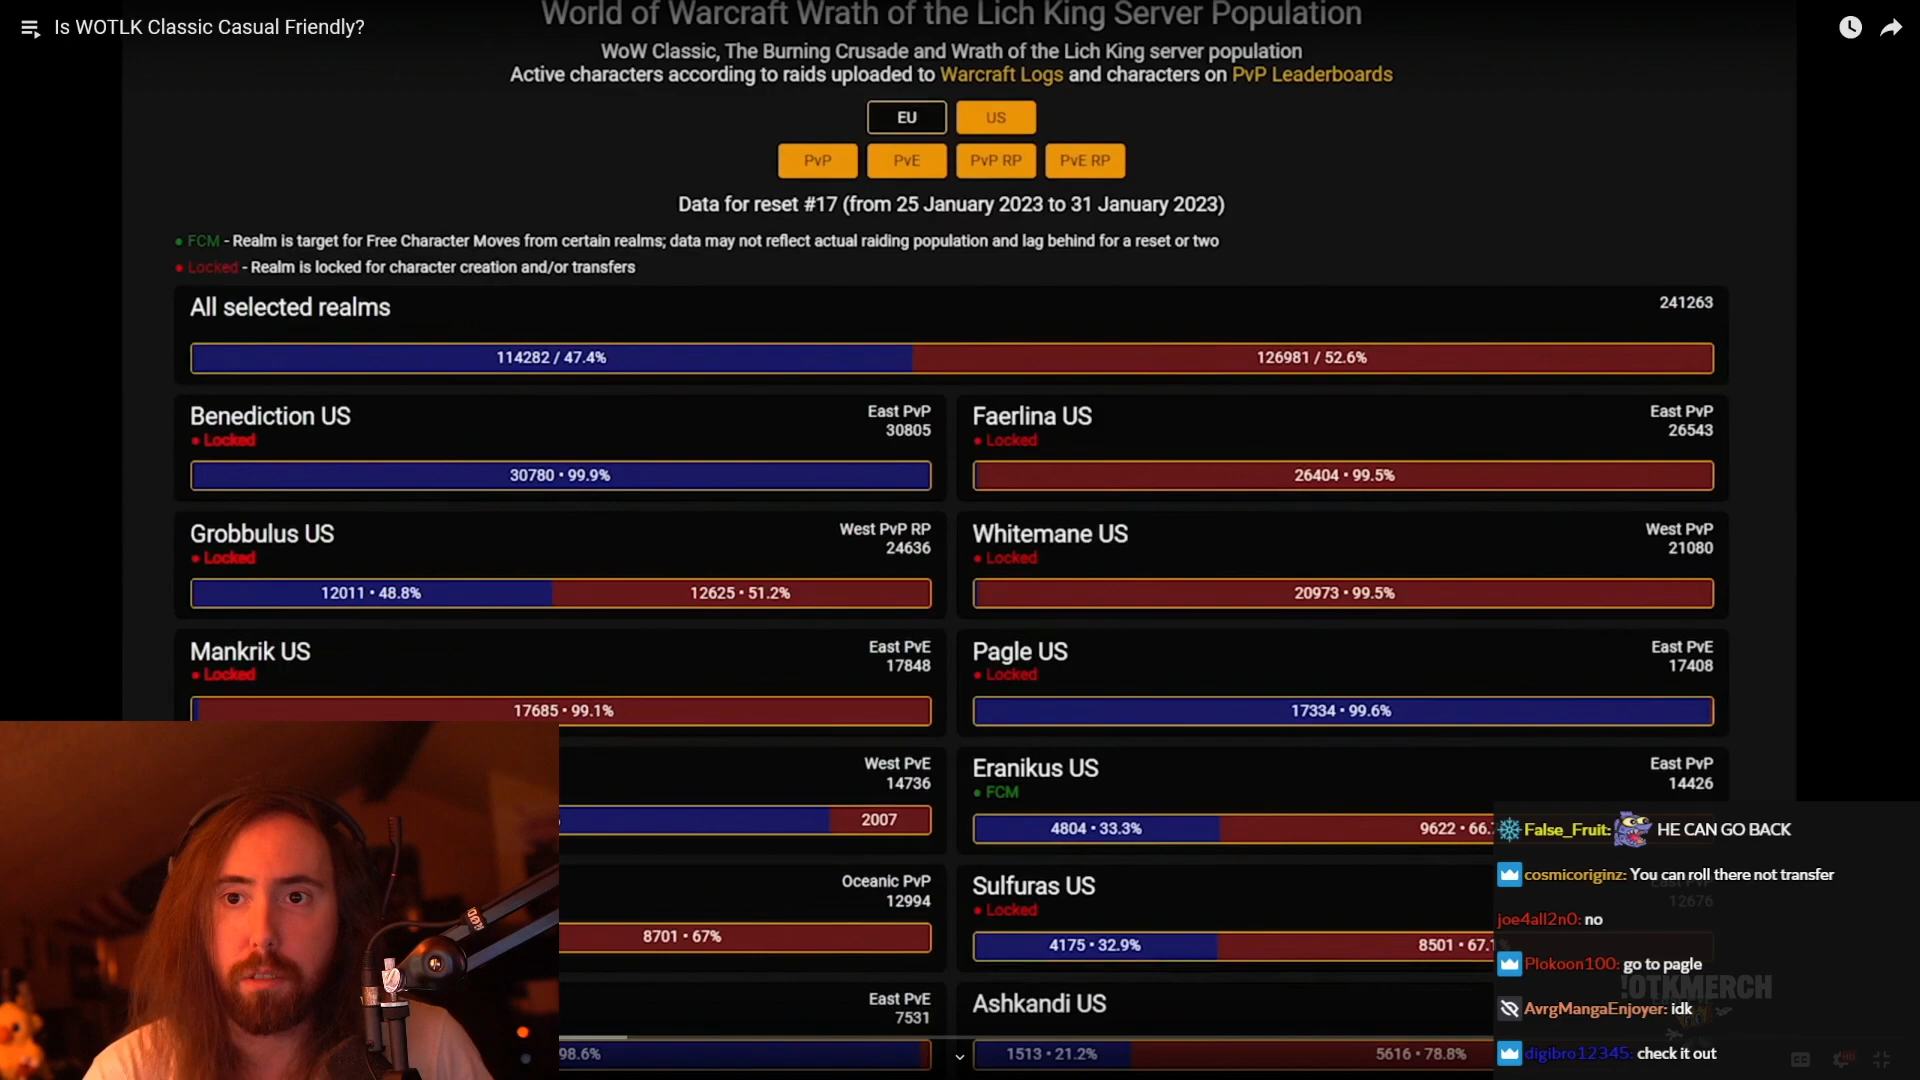 Is WOTLK Classic Casual Friendly?
World of Warcraft Wrath of the Lich King Server Population
WoW Classic, The Burning Crusade and Wrath of the Lich King server population
Active characters according to raids uploaded to Warcraft Logs and characters on PvP Leaderboards
EU US
PvP PvE PvP RP PvE RP
Data for reset #17 (from 25 January 2023 to 31 January 2023)
• FCM - Realm is target for Free Character Moves from certain realms; data may not reflect actual raiding population and lag behind for a reset or two
• Locked - Realm is locked for character creation and/or transfers
All selected realms 241263
114282 / 47.4% 126981 / 52.6%
Benediction US East PvP
• Locked 30805
30780 • 99.9%
Faerlina US East PvP
• Locked 26543
26404 • 99.5%
Grobbulus US West PvP RP
• Locked 24636
12011 • 48.8% 12625 • 51.2%
Whitemane US West PvP
• Locked 21080
20973 • 99.5%
Mankrik US East PvE
• Locked 17848
17685 • 99.1%
Pagle US East PvE
• Locked 17408
17334 • 99.6%
West PvE
14736
2007
Eranikus US East PvP
• FCM 14426
4804 • 33.3% 9622 • 66.
Oceanic PvP
12994
8701 • 67%
Sulfuras US
• Locked 12676
4175 • 32.9% 8501 • 67.1
East PvE
7531
98.6%
Ashkandi US
1513 • 21.2% 5616 • 78.8%
False_Fruit: HE CAN GO BACK
cosmicoriginz: You can roll there not transfer
joe4all2n0: no
Plokoon100: go to pagle
!OTKMERCH
AvrgMangaEnjoyer: idk
digibro12345: check it out